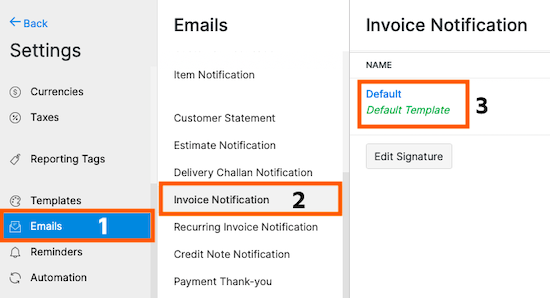 Back
Settings
Currencies
Taxes
Reporting Tags
Templates
Emails
1
Reminders
Automation
Emails
Item Notification
Customer Statement
Estimate Notification
Delivery Challan Notification
Invoice Notification
2
Recurring Invoice Notification
Credit Note Notification
Payment Thank-you
Invoice Notification
NAME
Default
Default Template
3
Edit Signature